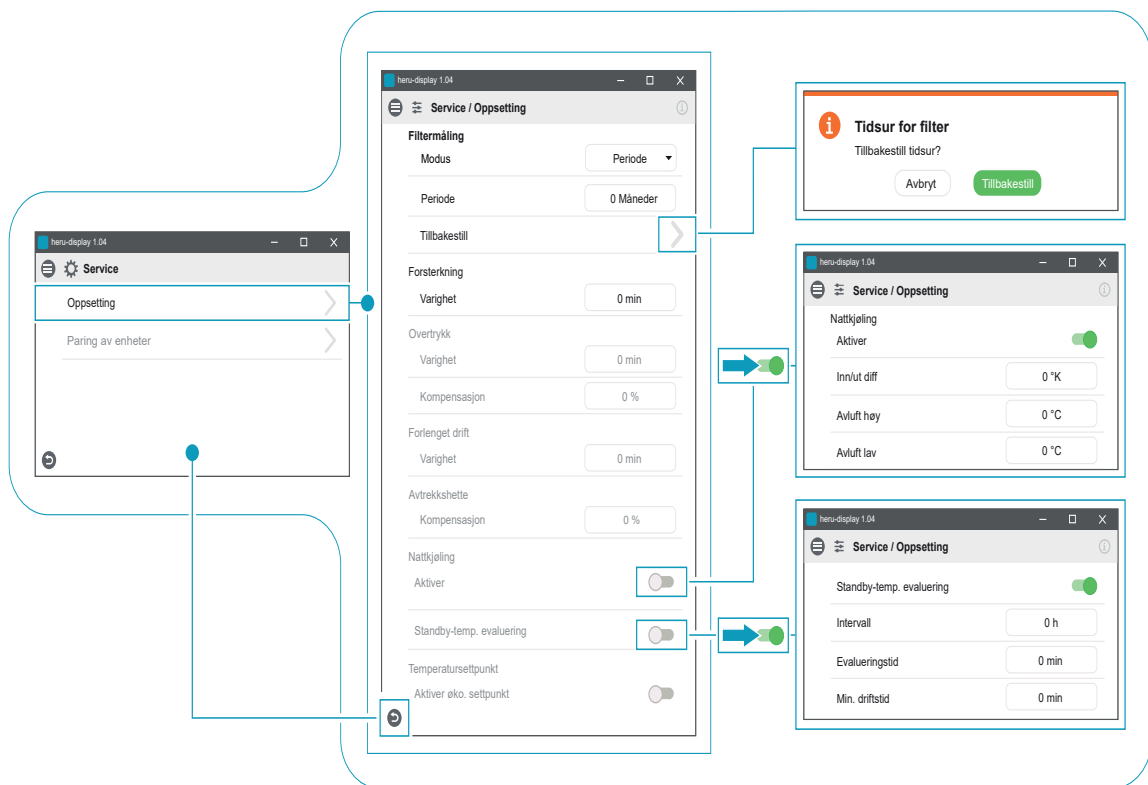 heru-display 1.04
Service
Oppsetting
Paring av enheter
heru-display 1.04
Service / Oppsetting
Filtermåling
Modus Periode
Periode 0 Måneder
Tillbakestill
Forsterkning
Varighet 0 min
Overtrykk
Varighet 0 min
Kompensasjon 0 %
Forlenget drift
Varighet 0 min
Avtrekkshette
Kompensasjon 0 %
Nattkjøling
Aktiver
Standby-temp. evaluering
Temperatursettpunkt
Aktiver øko. settpunkt
Tidsur for filter
Tillbakestill tidsur?
Avbryt Tillbakestill
heru-display 1.04
Service / Oppsetting
Nattkjøling
Aktiver
Inn/ut diff 0 °K
Avluft høy 0 °C
Avluft lav 0 °C
heru-display 1.04
Service / Oppsetting
Standby-temp. evaluering
Intervall 0 h
Evalueringstid 0 min
Min. driftstid 0 min